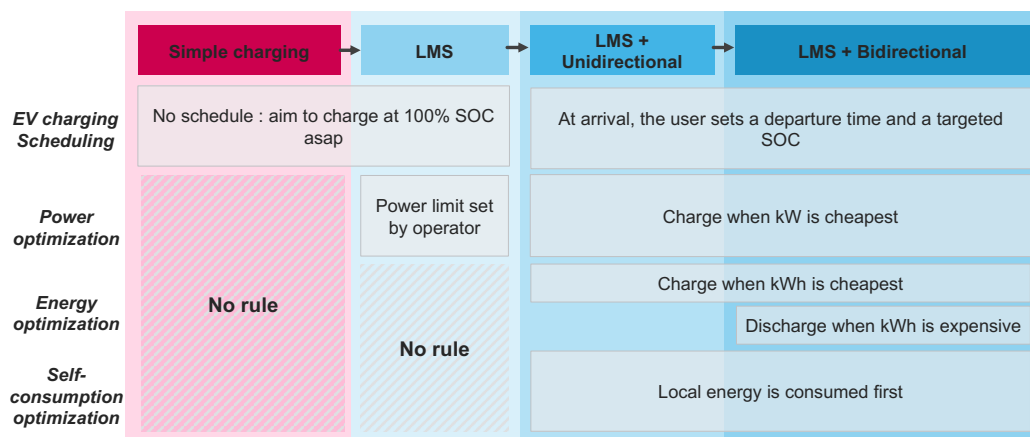 Simple charging
LMS
LMS +
Unidirectional
LMS + Bidirectional
EV charging
Scheduling
No schedule : aim to charge at 100% SOC
asap
At arrival, the user sets a departure time and a targeted
SOC
Power
optimization
Power limit set
by operator
Charge when kW is cheapest
Energy
optimization
No rule
No rule
Charge when kWh is cheapest
Discharge when kWh is expensive
Self-
consumption
optimization
Local energy is consumed first